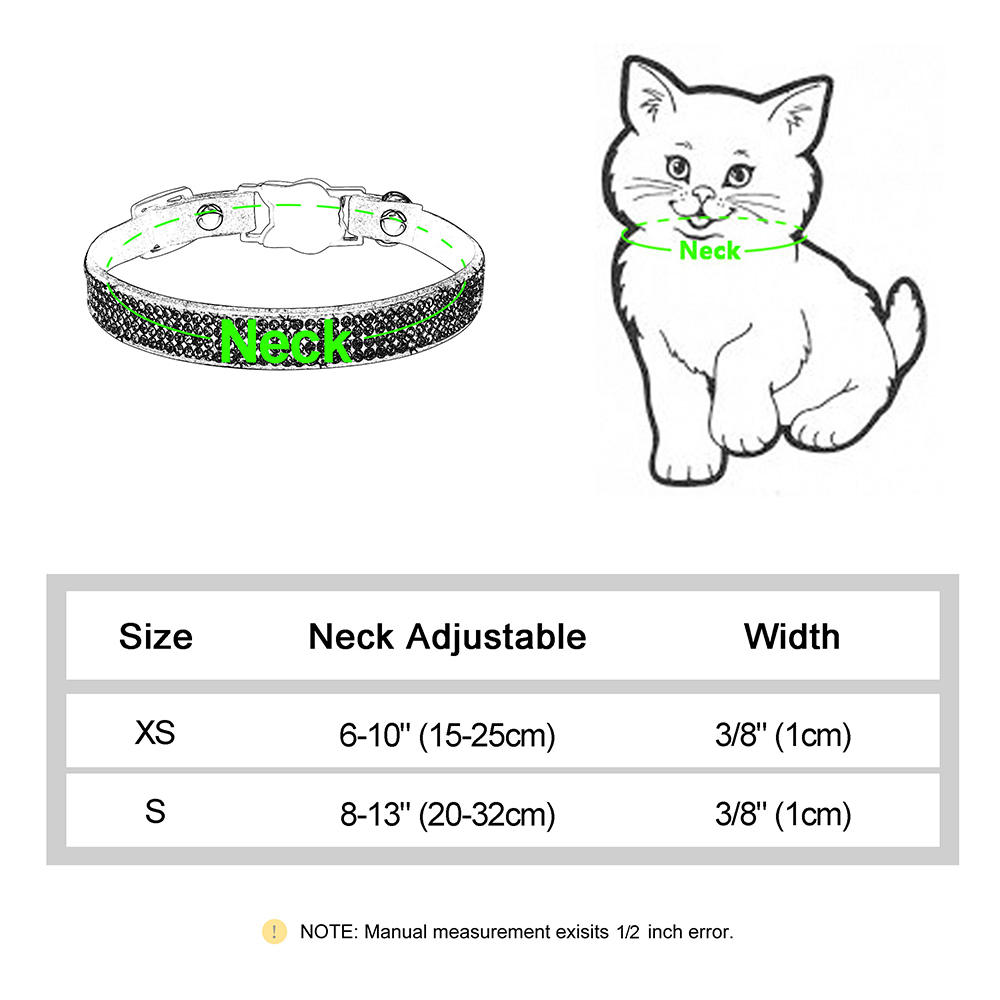 Neck
Neck
Size Neck Adjustable Width
XS 6-10" (15-25cm) 3/8" (1cm)
S 8-13" (20-32cm) 3/8" (1cm)
! NOTE: Manual measurement exisits 1/2 inch error.